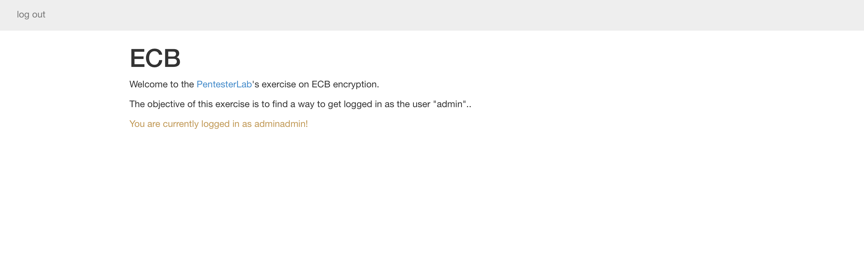 log out
ECB
Welcome to the PentesterLab's exercise on ECB encryption.
The objective of this exercise is to find a way to get logged in as the user "admin"..
You are currently logged in as adminadmin!